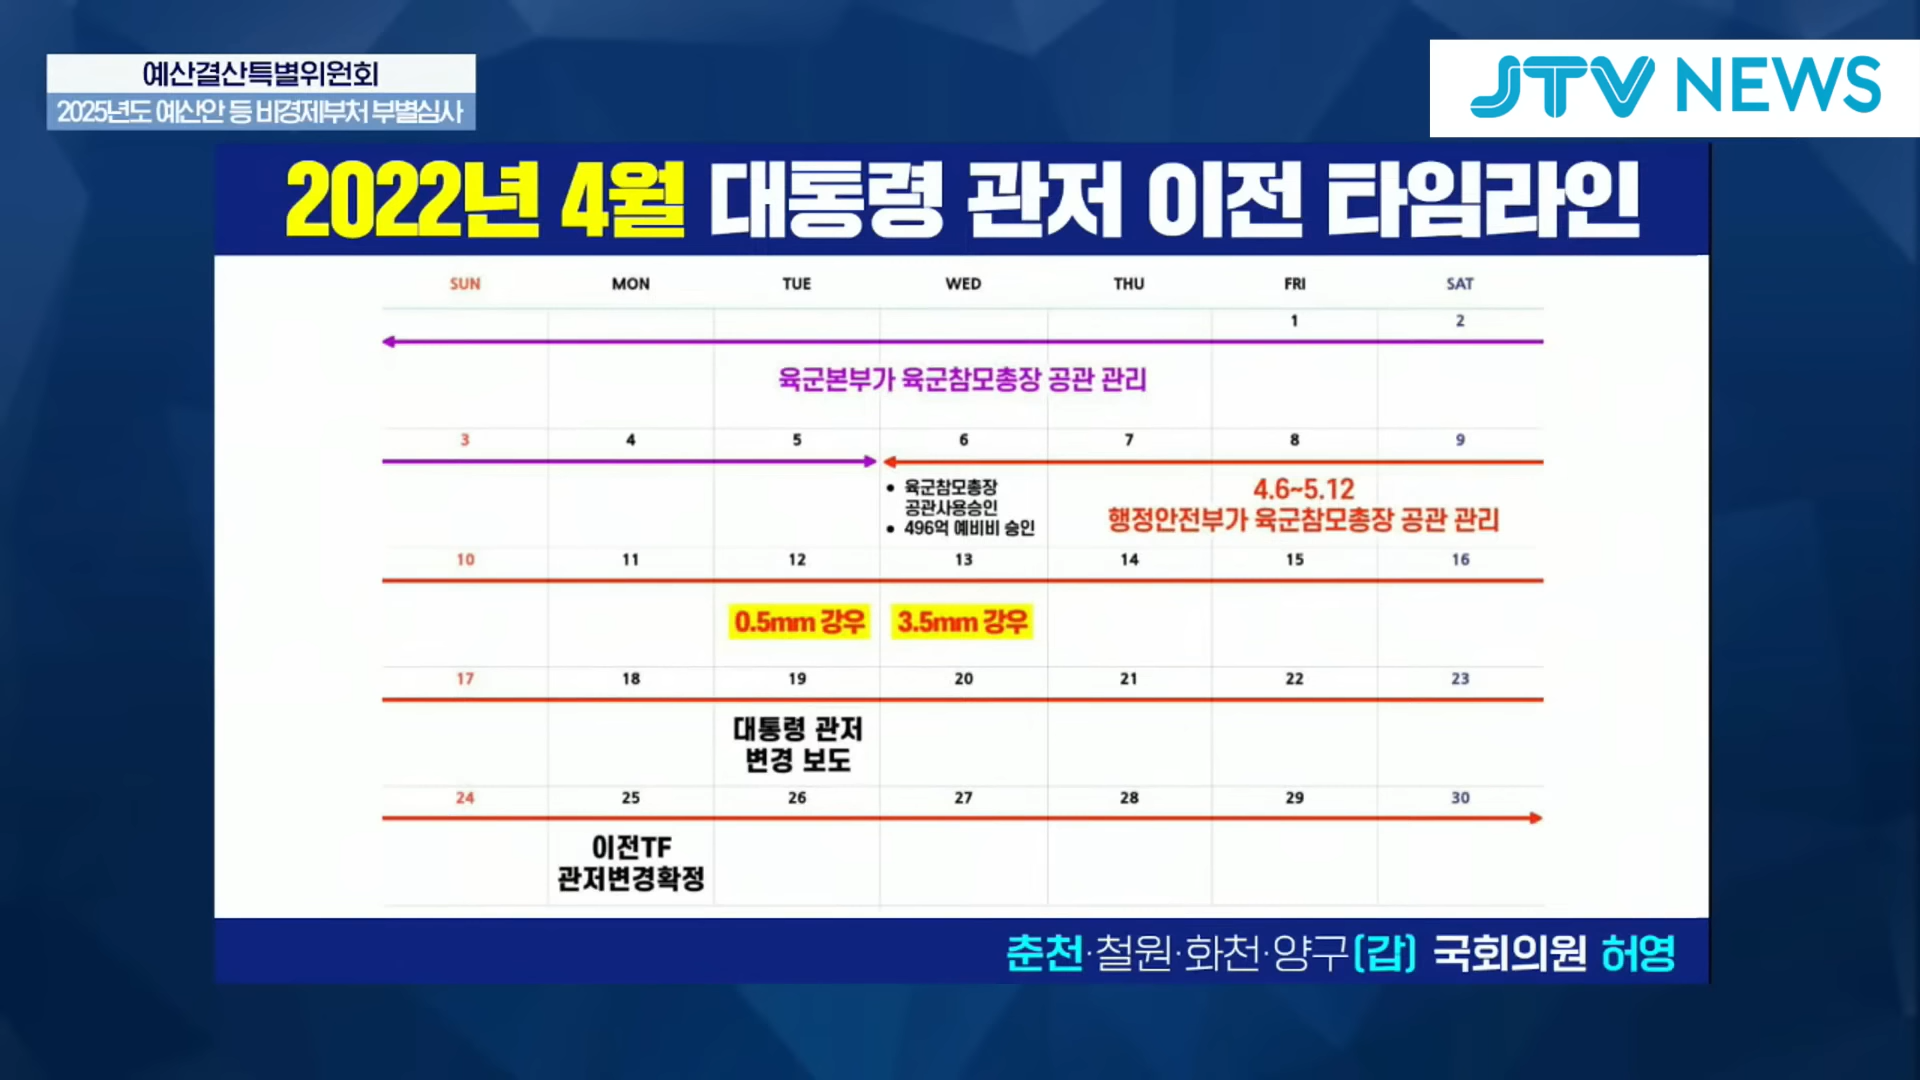 예산결산특별위원회
2025년도 예산안 등 비경제부처 부별심사
JTV NEWS
2022년 4월 대통령 관저 이전 타임라인
SUN MON TUE WED THU FRI SAT
1 2
육군본부가 육군참모총장 공관 관리
3 4 5 6 7 8 9
• 육군참모총장
공관사용승인
• 496억 예비비 승인
4.6~5.12
행정안전부가 육군참모총장 공관 관리
10 11 12 13 14 15 16
0.5mm 강우 3.5mm 강우
17 18 19 20 21 22 23
대통령 관저
변경 보도
24 25 26 27 28 29 30
이전TF
관저변경확정
춘천·철원·화천·양구(갑) 국회의원 허영